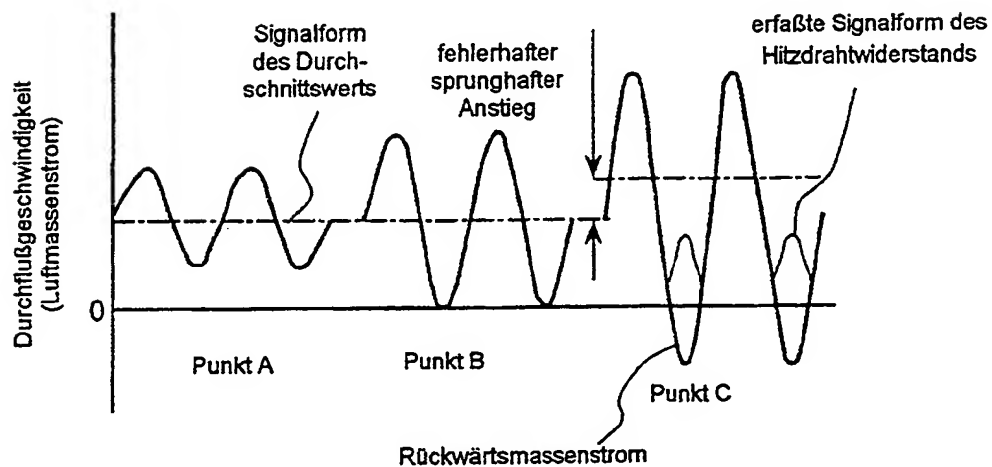 Signalform
des Durch-
schnittswerts
fehlerhafter
sprunghafter
Anstieg
erfaßte Signalform des
Hitzdrahtwiderstands
Durchflußgeschwindigkeit
(Luftmassenstrom)
0
Punkt A
Punkt B
Punkt C
Rückwärtsmassenstrom